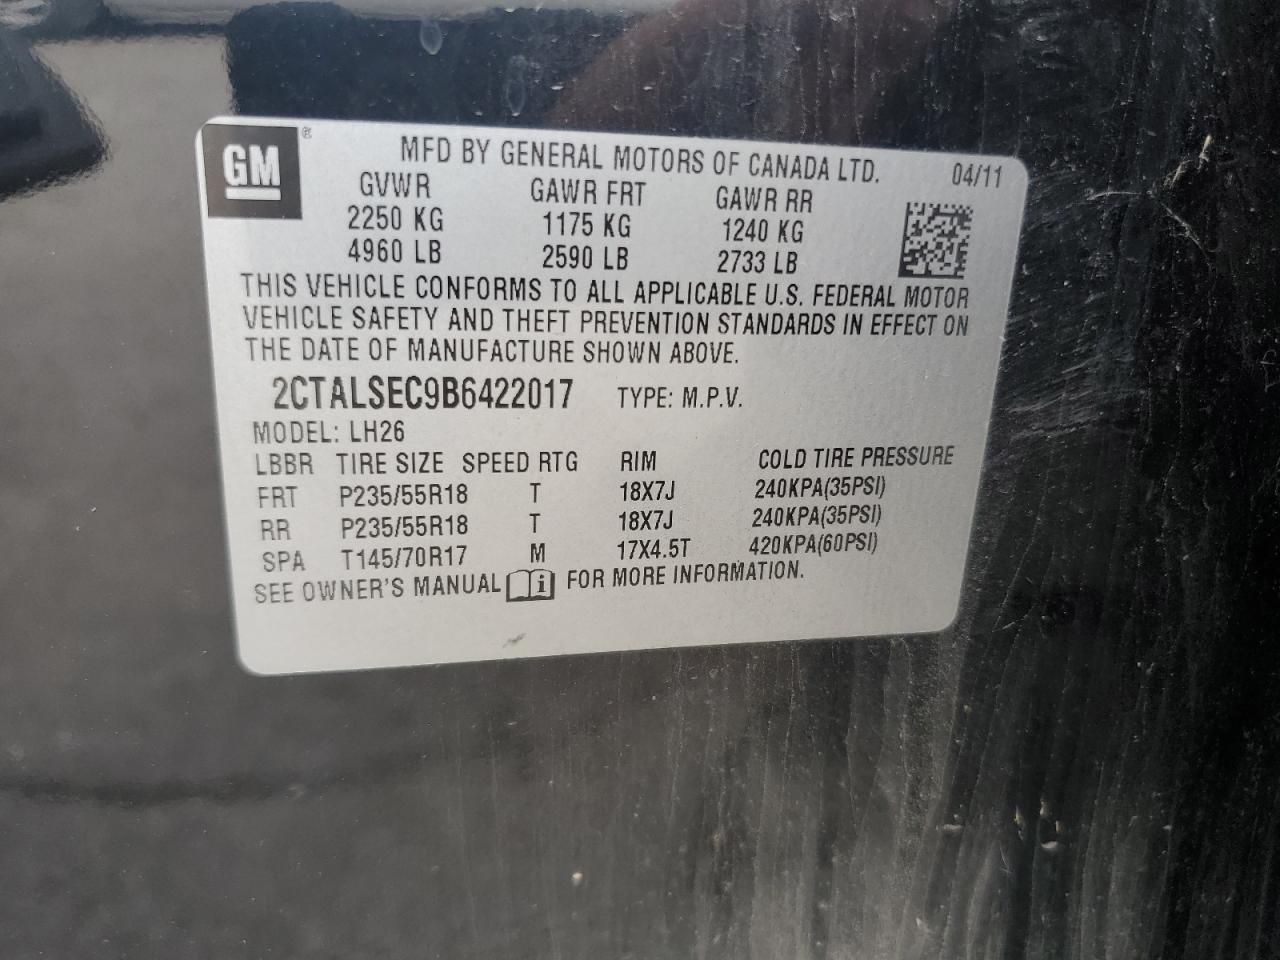 GM ® MFD BY GENERAL MOTORS OF CANADA LTD. 04/11
GVWR GAWR FRT GAWR RR
2250 KG 1175 KG 1240 KG
4960 LB 2590 LB 2733 LB
THIS VEHICLE CONFORMS TO ALL APPLICABLE U.S. FEDERAL MOTOR
VEHICLE SAFETY AND THEFT PREVENTION STANDARDS IN EFFECT ON
THE DATE OF MANUFACTURE SHOWN ABOVE.
2CTALSEC9B6422017 TYPE: M.P.V.
MODEL: LH26
LBBR TIRE SIZE SPEED RTG RIM COLD TIRE PRESSURE
FRT P235/55R18 T 18X7J 240KPA(35PSI)
RR P235/55R18 T 18X7J 240KPA(35PSI)
SPA T145/70R17 M 17X4.5T 420KPA(60PSI)
SEE OWNER'S MANUAL i FOR MORE INFORMATION.